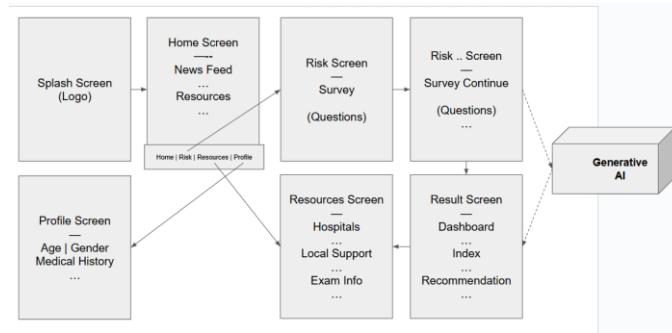 Splash Screen
(Logo)
Home Screen
—--
News Feed
...
Resources
...
Home | Risk | Resources | Profile
Risk Screen
—
Survey
(Questions)
Risk .. Screen
—
Survey Continue
(Questions)
...
Generative
AI
Profile Screen
—
Age | Gender
Medical History
...
Resources Screen
—
Hospitals
...
Local Support
...
Exam Info
...
Result Screen
—
Dashboard
...
Index
...
Recommendation
...